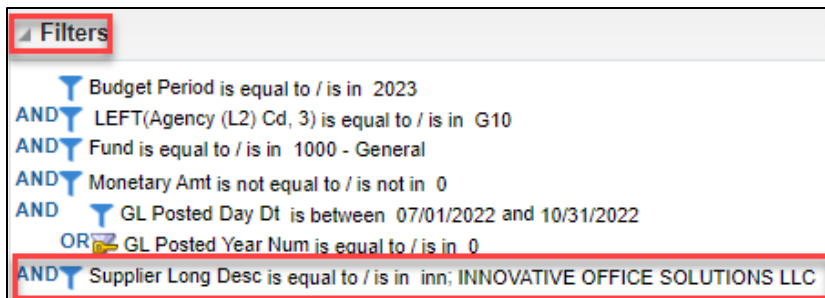 Filters
Budget Period is equal to / is in 2023
AND LEFT(Agency (L2) Cd, 3) is equal to / is in G10
AND Fund is equal to / is in 1000 - General
AND Monetary Amt is not equal to / is not in 0
AND GL Posted Day Dt is between 07/01/2022 and 10/31/2022
OR GL Posted Year Num is equal to / is in 0
AND Supplier Long Desc is equal to / is in inn; INNOVATIVE OFFICE SOLUTIONS LLC